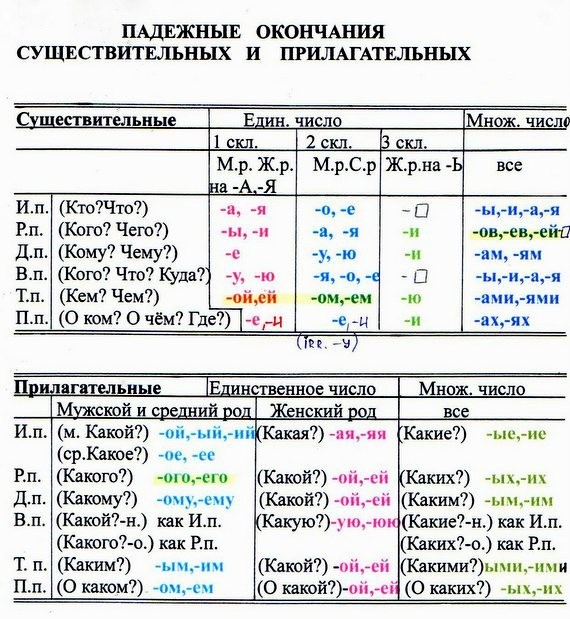 ПАДЕЖНЫЕ ОКОНЧАНИЯ
СУЩЕСТВИТЕЛЬНЫХ И ПРИЛАГАТЕЛЬНЫХ
Существительные Един. число Множ. число
1 скл. 2 скл. 3 скл.
М.р. Ж.р. М.р.С.р Ж.р.на -Ь все
на -А,-Я
И.п. (Кто?Что?) -а, -я -о, -е -□ -ы,-и,-а,-я
Р.п. (Кого? Чего?) -ы, -и -а, -я -и -ов,-ев,-ей□
Д.п. (Кому? Чему?) -е -у, -ю -и -ам, -ям
В.п. (Кого? Что? Куда?) -у, -ю -я, -о, -е -□ -ы,-и,-а,-я
Т.п. (Кем? Чем?) -ой,ей -ом,-ем -ю -ами,-ями
П.п. (О ком? О чём? Где?) -е,-и -е,-и -и -ах,-ях
(irr. -у)
Прилагательные Единственное число Множ. число
Мужской и средний род Женский род все
И.п. (м. Какой?) -ой,-ый,-ий (Какая?) -ая,-яя (Какие?) -ые,-ие
(ср.Какое?) -ое, -ее
Р.п. (Какого?) -ого,-его (Какой?) -ой,-ей (Каких?) -ых,-их
Д.п. (Какому?) -ому,-ему (Какой?) -ой,-ей (Каким?) -ым,-им
В.п. (Какой?-н.) как И.п. (Какую?)-ую,-юю (Какие?-н.) как И.п.
(Какого?-о.) как Р.п. (Каких?-о.) как Р.п.
Т. п. (Каким?) -ым,-им (Какой?) -ой,-ей (Какими?)ыми,-ими
П.п. (О каком?) -ом,-ем (О какой?)-ой,-ей (О каких?) -ых,-их